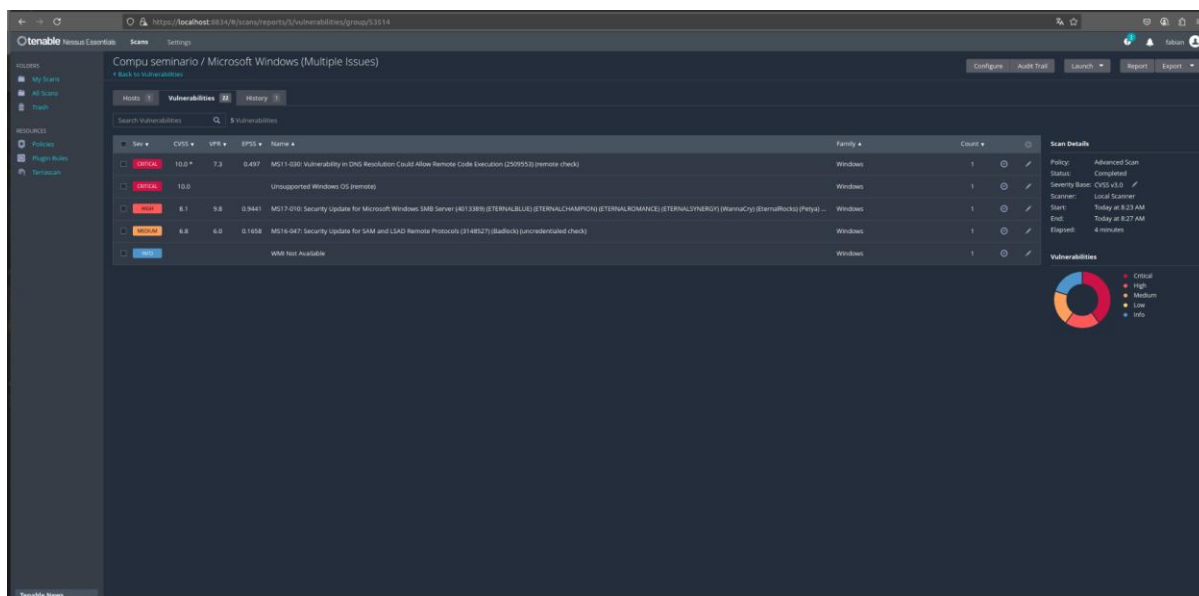 https://localhost:8834/#/scans/reports/5/vulnerabilities/group/53514
tenable Nessus Essentials Scans Settings
fabian
FOLDERS
My Scans
All Scans
Trash
RESOURCES
Policies
Plugin Rules
Terrascan
Compu seminario / Microsoft Windows (Multiple Issues)
Back to Vulnerabilities
Configure Audit Trail Launch Report Export
Hosts 1 Vulnerabilities 22 History 1
Search Vulnerabilities 5 Vulnerabilities
Sev CVSS VPR EPSS Name Family Count
CRITICAL 10.0 * 7.3 0.497 MS11-030: Vulnerability in DNS Resolution Could Allow Remote Code Execution (2509553) (remote check) Windows 1
CRITICAL 10.0 Unsupported Windows OS (remote) Windows 1
HIGH 8.1 9.8 0.9441 MS17-010: Security Update for Microsoft Windows SMB Server (4013389) (ETERNALBLUE) (ETERNALCHAMPION) (ETERNALROMANCE) (ETERNALSYNERGY) (WannaCry) (EternalRocks) (Petya) ... Windows 1
MEDIUM 6.8 6.0 0.1658 MS16-047: Security Update for SAM and LSAD Remote Protocols (3148527) (Badlock) (uncredentialed check) Windows 1
INFO WMI Not Available Windows 1
Scan Details
Policy: Advanced Scan
Status: Completed
Severity Base: CVSS v3.0
Scanner: Local Scanner
Start: Today at 8:23 AM
End: Today at 8:27 AM
Elapsed: 4 minutes
Vulnerabilities
Critical
High
Medium
Low
Info
Tenable News